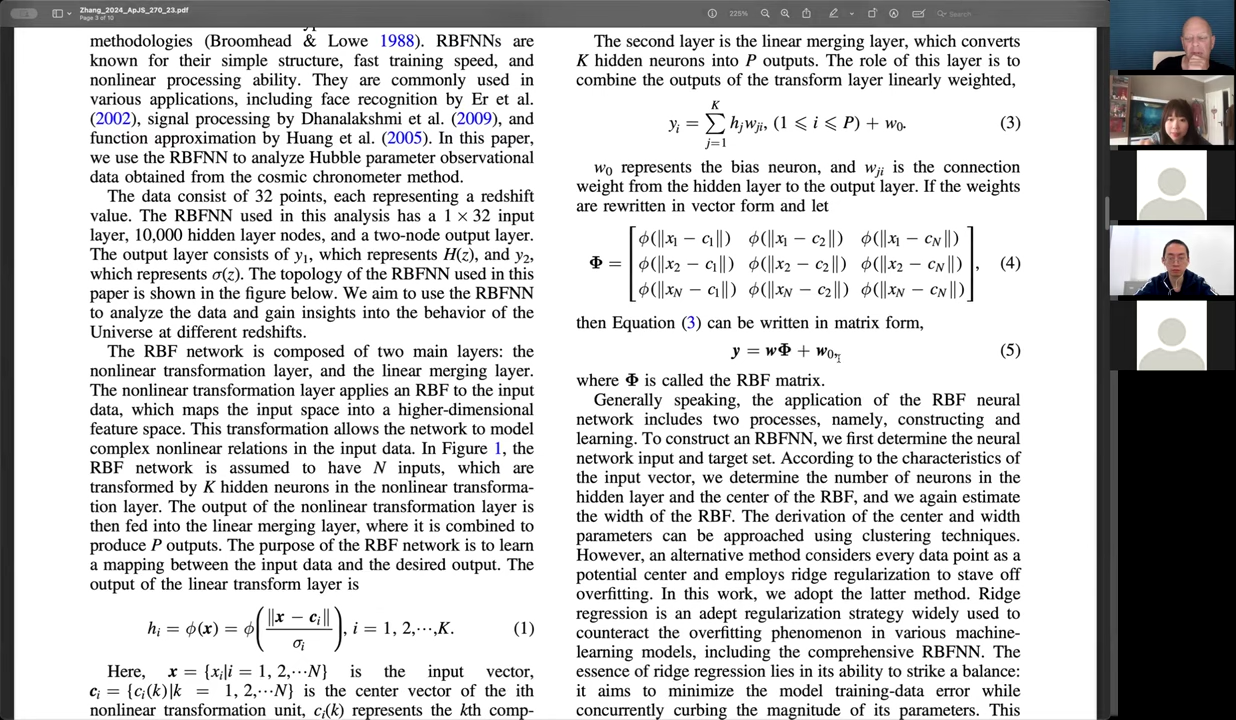 Zhang_2024_ApJS_270_23.pdf
Page 3 of 10
225%
Search
methodologies (Broomhead & Lowe 1988). RBFNNs are
known for their simple structure, fast training speed, and
nonlinear processing ability. They are commonly used in
various applications, including face recognition by Er et al.
(2002), signal processing by Dhanalakshmi et al. (2009), and
function approximation by Huang et al. (2005). In this paper,
we use the RBFNN to analyze Hubble parameter observational
data obtained from the cosmic chronometer method.
The data consist of 32 points, each representing a redshift
value. The RBFNN used in this analysis has a 1 × 32 input
layer, 10,000 hidden layer nodes, and a two-node output layer.
The output layer consists of y₁, which represents H(z), and y₂,
which represents σ(z). The topology of the RBFNN used in this
paper is shown in the figure below. We aim to use the RBFNN
to analyze the data and gain insights into the behavior of the
Universe at different redshifts.
The RBF network is composed of two main layers: the
nonlinear transformation layer, and the linear merging layer.
The nonlinear transformation layer applies an RBF to the input
data, which maps the input space into a higher-dimensional
feature space. This transformation allows the network to model
complex nonlinear relations in the input data. In Figure 1, the
RBF network is assumed to have N inputs, which are
transformed by K hidden neurons in the nonlinear transforma-
tion layer. The output of the nonlinear transformation layer is
then fed into the linear merging layer, where it is combined to
produce P outputs. The purpose of the RBF network is to learn
a mapping between the input data and the desired output. The
output of the linear transform layer is
hᵢ = ϕ(x) = ϕ(‖x − cᵢ‖ / σᵢ), i = 1, 2,⋯,K. (1)
Here, x = {xᵢ|i = 1, 2,⋯N} is the input vector,
cᵢ = {cᵢ(k)|k = 1, 2,⋯N} is the center vector of the ith
nonlinear transformation unit, cᵢ(k) represents the kth comp-
The second layer is the linear merging layer, which converts
K hidden neurons into P outputs. The role of this layer is to
combine the outputs of the transform layer linearly weighted,
yᵢ = ∑ⱼ₌₁ᴷ hⱼwⱼᵢ, (1 ⩽ i ⩽ P) + w₀. (3)
w₀ represents the bias neuron, and wⱼᵢ is the connection
weight from the hidden layer to the output layer. If the weights
are rewritten in vector form and let
ϕ(‖x₁ − c₁‖) ϕ(‖x₁ − c₂‖) ϕ(‖x₁ − c_N‖)
Φ = ϕ(‖x₂ − c₁‖) ϕ(‖x₂ − c₂‖) ϕ(‖x₂ − c_N‖) , (4)
ϕ(‖x_N − c₁‖) ϕ(‖x_N − c₂‖) ϕ(‖x_N − c_N‖)
then Equation (3) can be written in matrix form,
y = wΦ + w₀, (5)
where Φ is called the RBF matrix.
Generally speaking, the application of the RBF neural
network includes two processes, namely, constructing and
learning. To construct an RBFNN, we first determine the neural
network input and target set. According to the characteristics of
the input vector, we determine the number of neurons in the
hidden layer and the center of the RBF, and we again estimate
the width of the RBF. The derivation of the center and width
parameters can be approached using clustering techniques.
However, an alternative method considers every data point as a
potential center and employs ridge regularization to stave off
overfitting. In this work, we adopt the latter method. Ridge
regression is an adept regularization strategy widely used to
counteract the overfitting phenomenon in various machine-
learning models, including the comprehensive RBFNN. The
essence of ridge regression lies in its ability to strike a balance:
it aims to minimize the model training-data error while
concurrently curbing the magnitude of its parameters. This